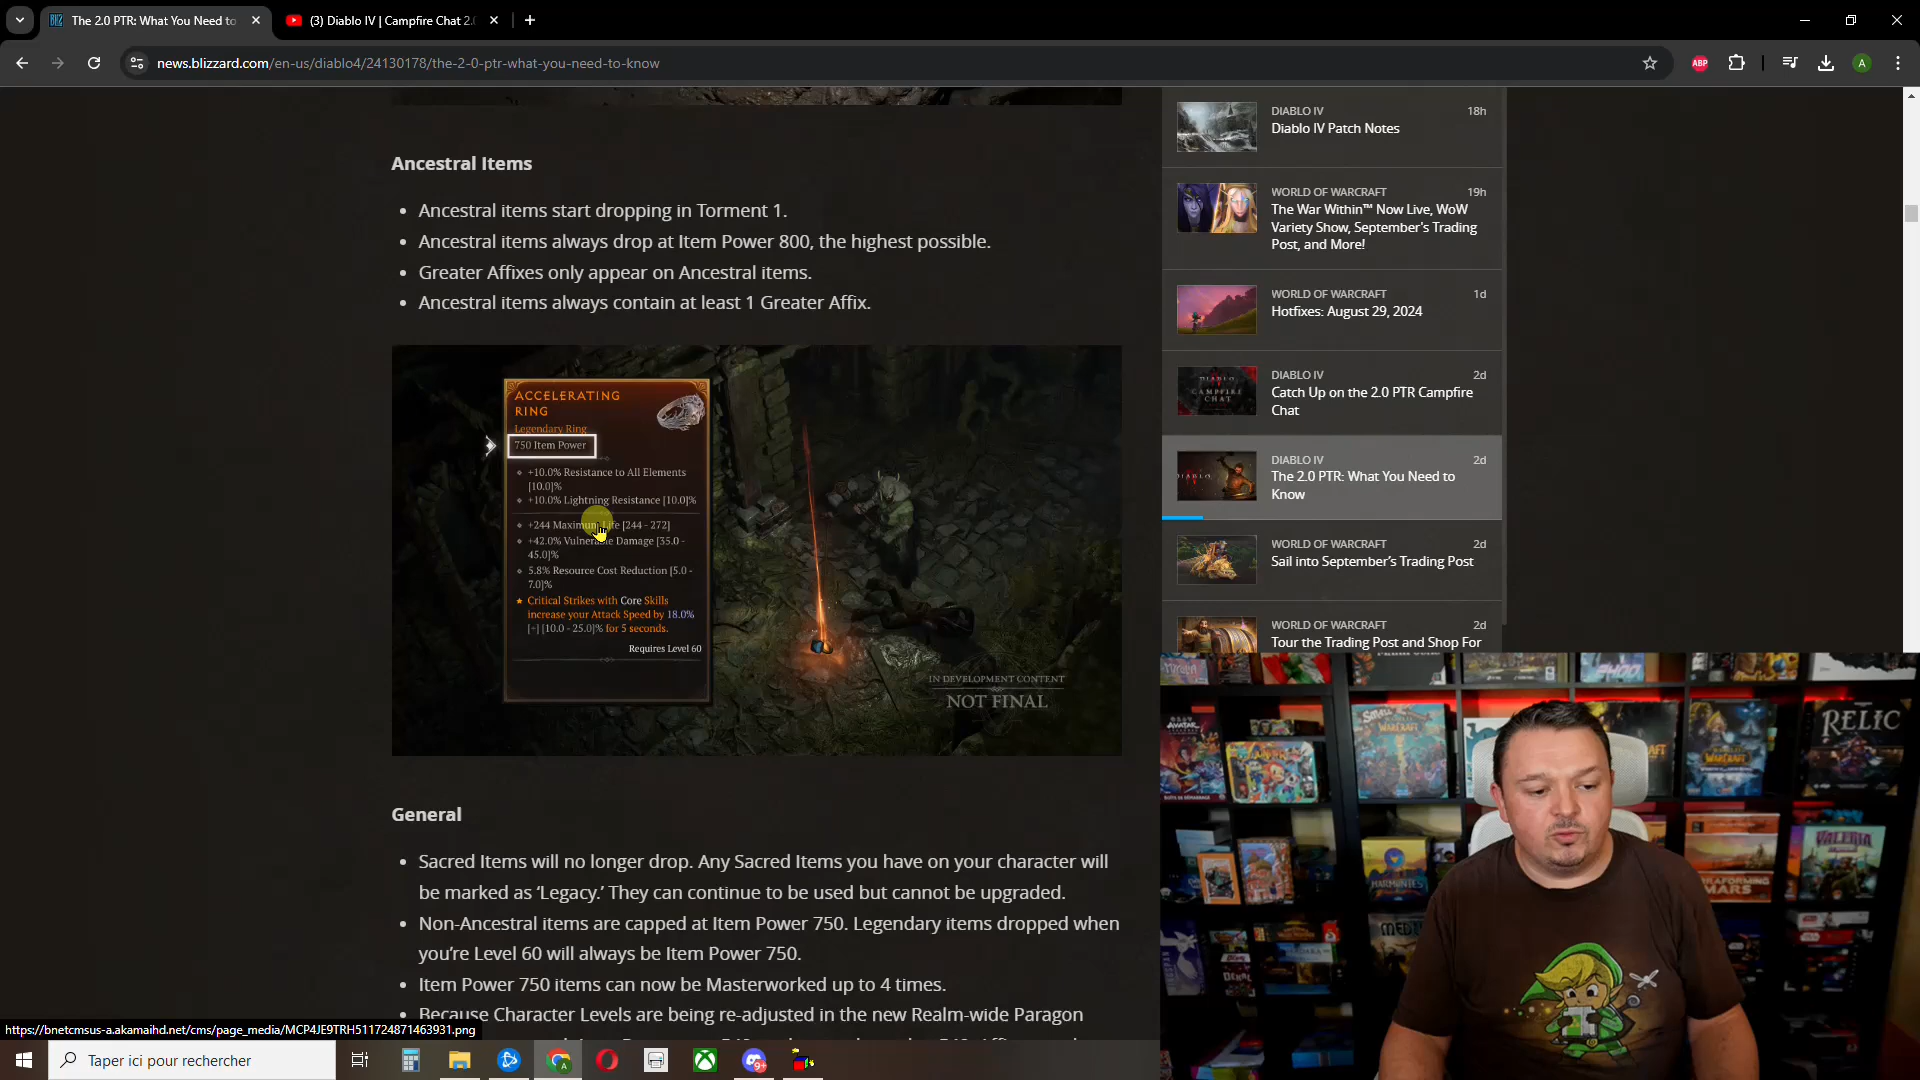 The 2.0 PTR: What You Need to
(3) Diablo IV | Campfire Chat 2.
news.blizzard.com/en-us/diablo4/24130178/the-2-0-ptr-what-you-need-to-know
ABP
A
Ancestral Items
• Ancestral items start dropping in Torment 1.
• Ancestral items always drop at Item Power 800, the highest possible.
• Greater Affixes only appear on Ancestral items.
• Ancestral items always contain at least 1 Greater Affix.
ACCELERATING
RING
Legendary Ring
750 Item Power
+10.0% Resistance to All Elements
[10.0]%
+10.0% Lightning Resistance [10.0]%
+244 Maximum Life [244 - 272]
+42.0% Vulnerable Damage [35.0 -
45.0]%
5.8% Resource Cost Reduction [5.0 -
7.0]%
Critical Strikes with Core Skills
increase your Attack Speed by 18.0%
[+] [10.0 - 25.0]% for 5 seconds.
Requires Level 60
IN DEVELOPMENT CONTENT
NOT FINAL
General
• Sacred Items will no longer drop. Any Sacred Items you have on your character will
be marked as ‘Legacy.’ They can continue to be used but cannot be upgraded.
• Non-Ancestral items are capped at Item Power 750. Legendary items dropped when
you’re Level 60 will always be Item Power 750.
• Item Power 750 items can now be Masterworked up to 4 times.
• Because Character Levels are being re-adjusted in the new Realm-wide Paragon
DIABLO IV 18h
Diablo IV Patch Notes
WORLD OF WARCRAFT 19h
The War Within™ Now Live, WoW
Variety Show, September’s Trading
Post, and More!
WORLD OF WARCRAFT 1d
Hotfixes: August 29, 2024
DIABLO IV 2d
Catch Up on the 2.0 PTR Campfire
Chat
DIABLO
CAMPFIRE
CHAT
DIABLO IV 2d
The 2.0 PTR: What You Need to
Know
WORLD OF WARCRAFT 2d
Sail into September’s Trading Post
WORLD OF WARCRAFT 2d
Tour the Trading Post and Shop For
AVATAR
SMALL
RELIC
HARMONIES
TERRAFORMING
MARS
VALERIA
https://bnetcmsus-a.akamaihd.net/cms/page_media/MCP4JE9TRH511724871463931.png
Taper ici pour rechercher
9+